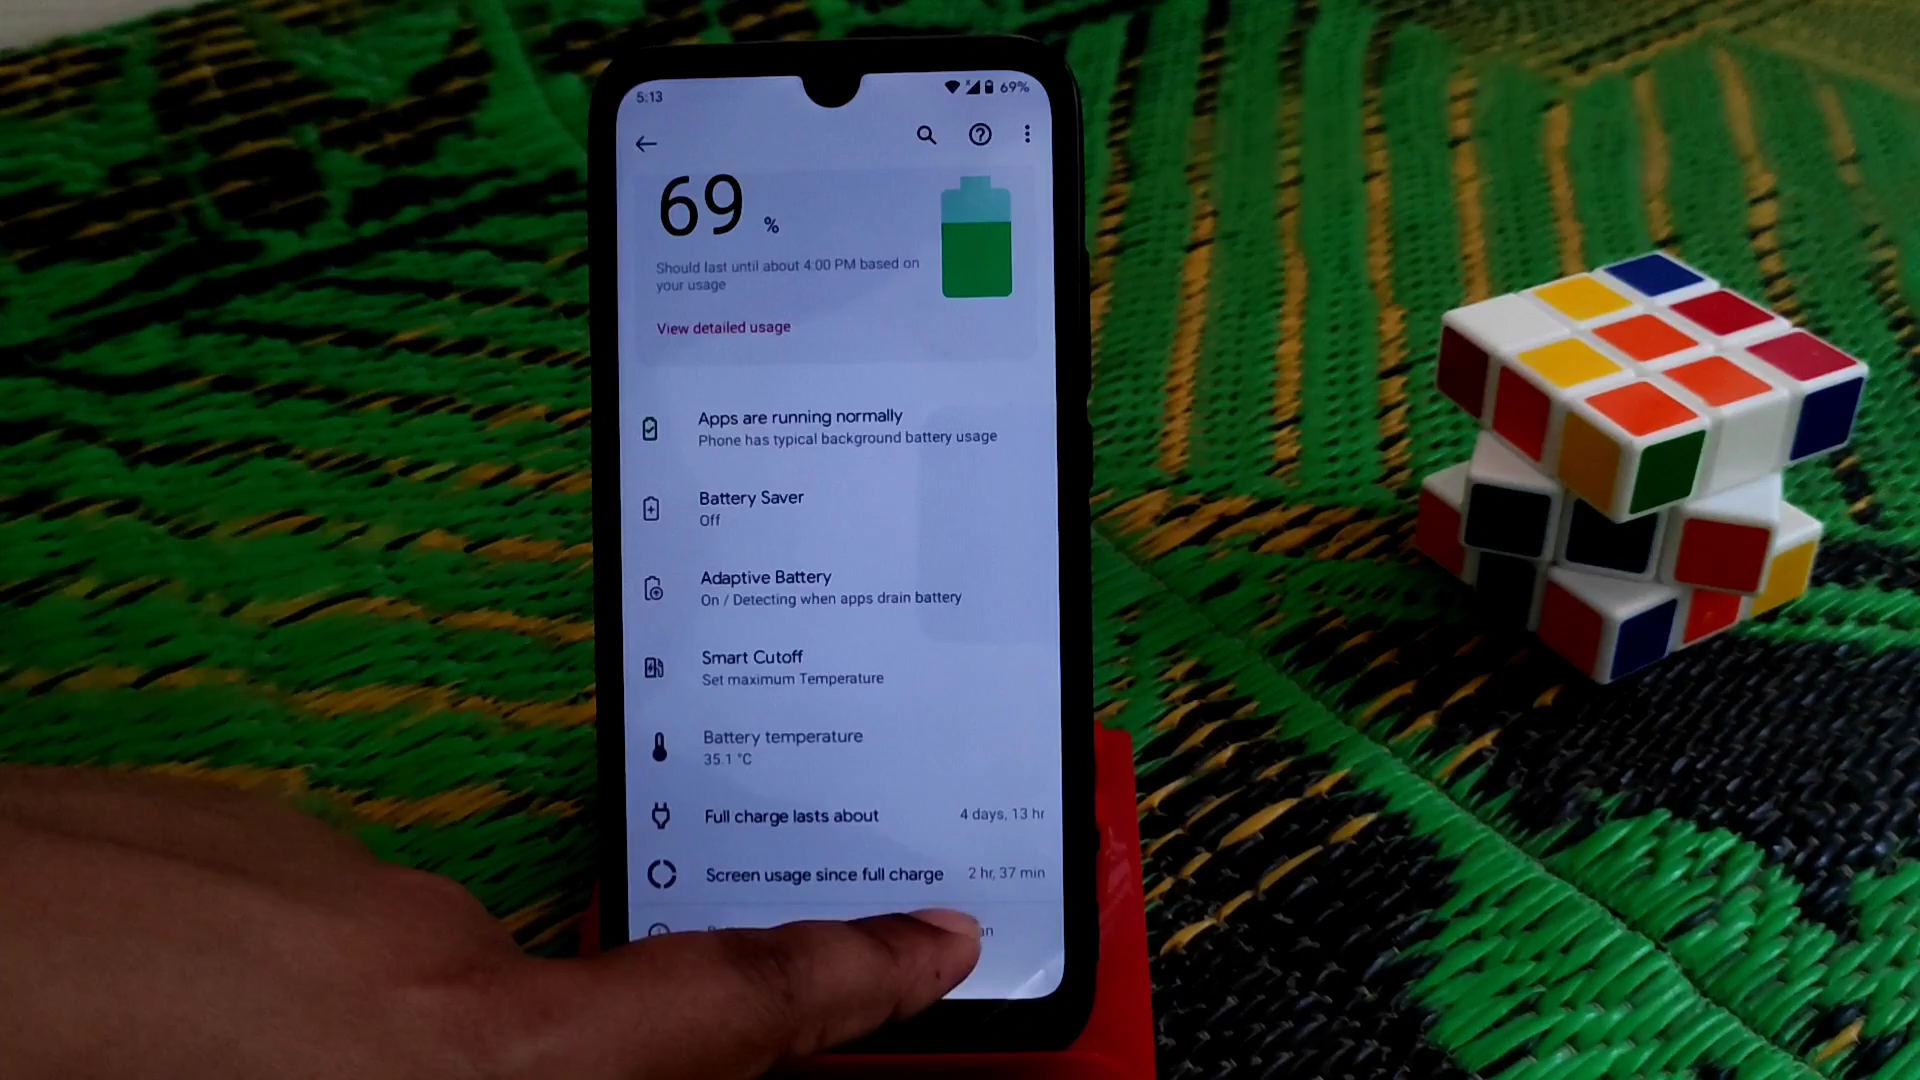 5:13
69%
69 %
Should last until about 4:00 PM based on
your usage
View detailed usage
Apps are running normally
Phone has typical background battery usage
Battery Saver
Off
Adaptive Battery
On / Detecting when apps drain battery
Smart Cutoff
Set maximum Temperature
Battery temperature
35.1 °C
Full charge lasts about 4 days, 13 hr
Screen usage since full charge 2 hr, 37 min